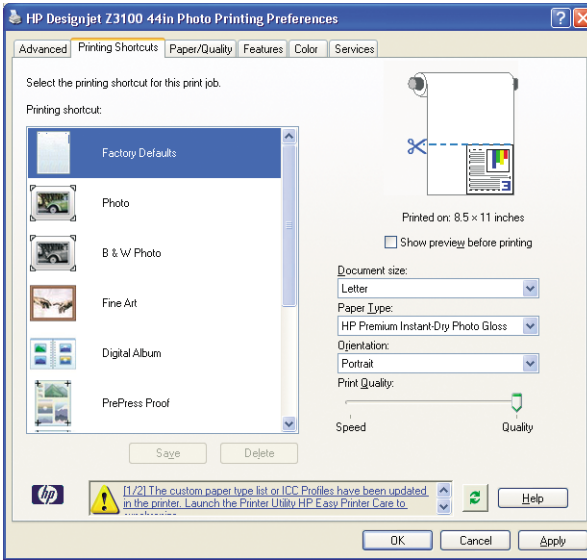 HP Designjet Z3100 44in Photo Printing Preferences
Advanced Printing Shortcuts Paper/Quality Features Color Services
Select the printing shortcut for this print job.
Printing shortcut:
Factory Defaults
Photo
B & W Photo
Fine Art
Digital Album
PrePress Proof
Save Delete
3
Printed on: 8.5 × 11 inches
Show preview before printing
Document size:
Letter
Paper Type:
HP Premium Instant-Dry Photo Gloss
Orientation:
Portrait
Print Quality:
Speed Quality
hp
[1/2] The custom paper type list or ICC Profiles have been updated
in the printer. Launch the Printer Utility HP Easy Printer Care to
Help
OK Cancel Apply